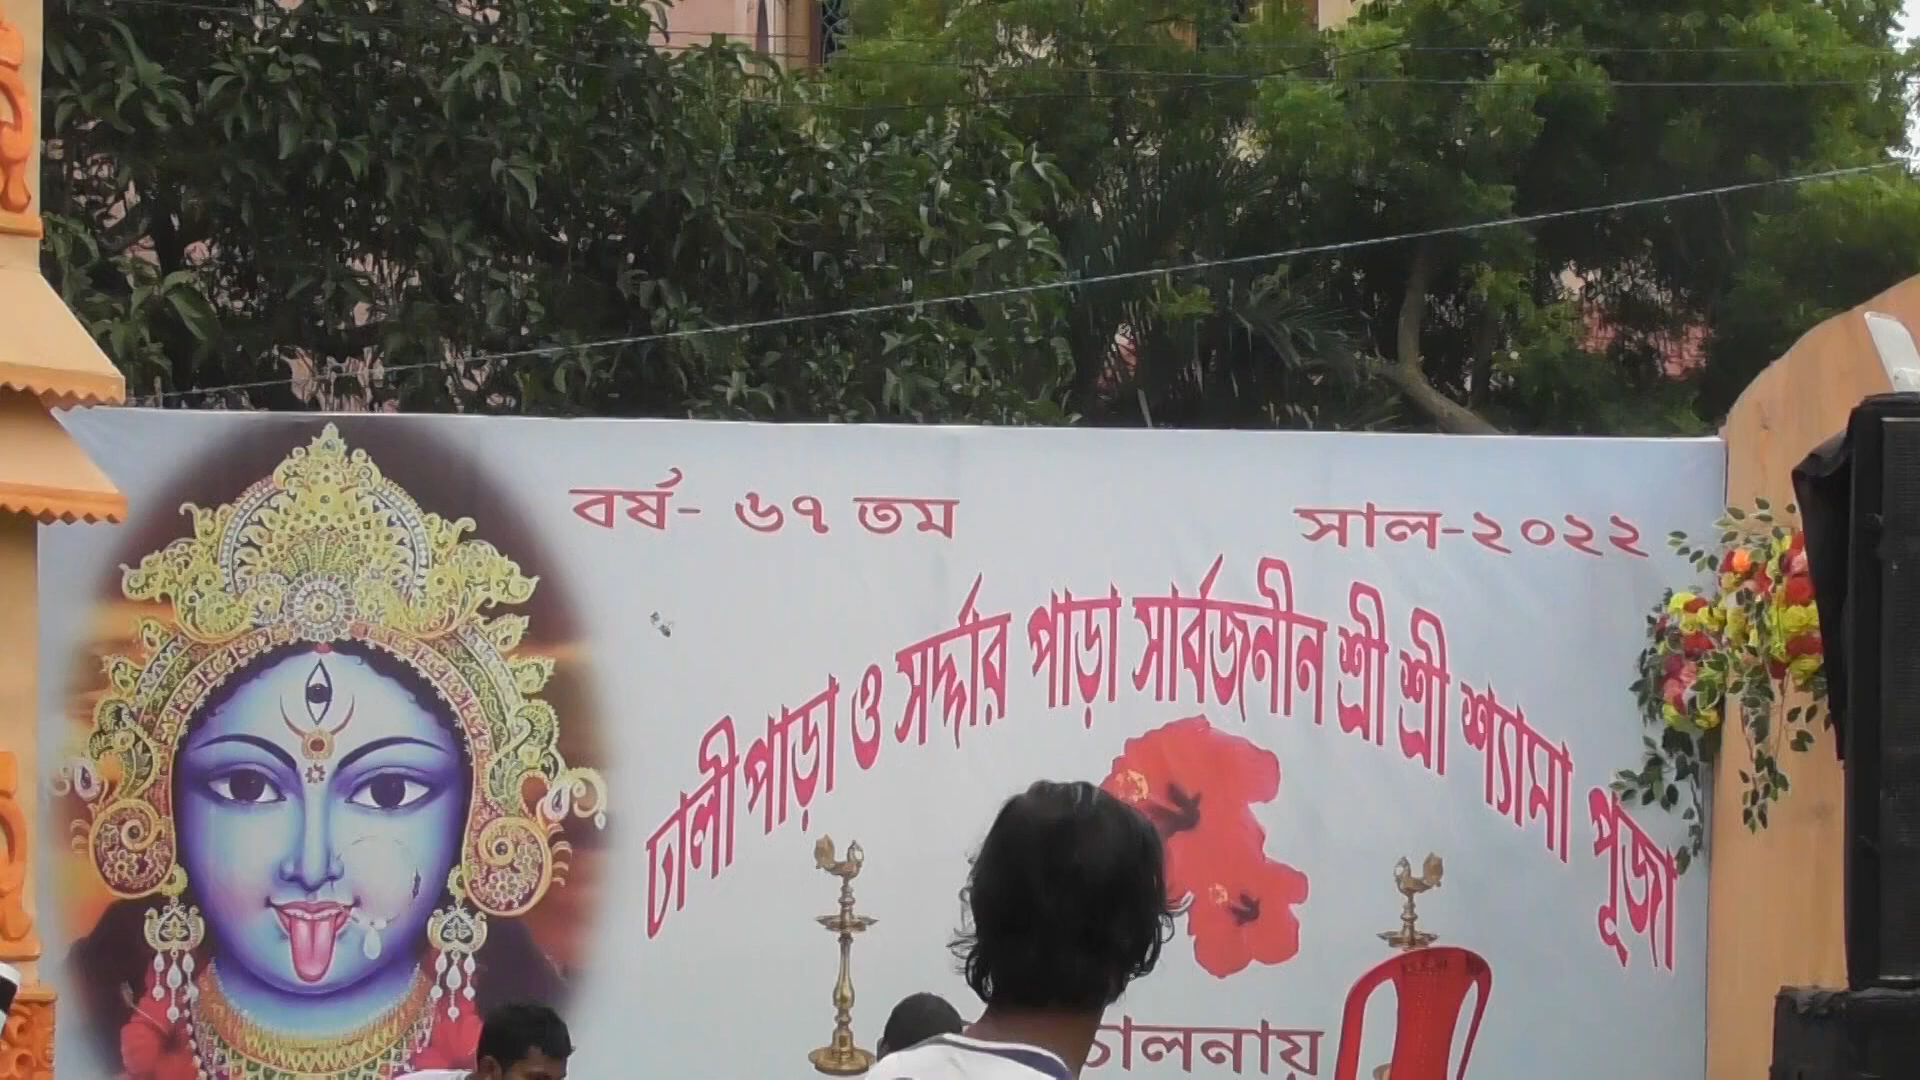 বর্ষ- ৬৭ তম
সাল-২০২২
ঢালীপাড়া ও সর্দ্দার পাড়া সার্বজনীন শ্রী শ্রী শ্যামা পূজা